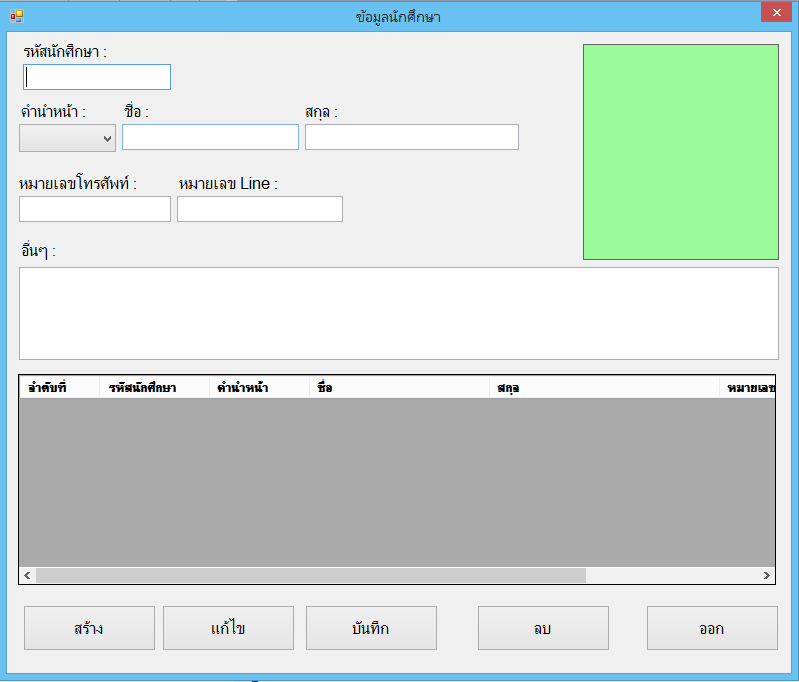 ข้อมูลนักศึกษา
รหัสนักศึกษา :
คำนำหน้า : ชื่อ : สกุล :
หมายเลขโทรศัพท์ : หมายเลข Line :
อื่นๆ :
ลำดับที่ รหัสนักศึกษา คำนำหน้า ชื่อ สกุล หมายเลข
สร้าง แก้ไข บันทึก ลบ ออก